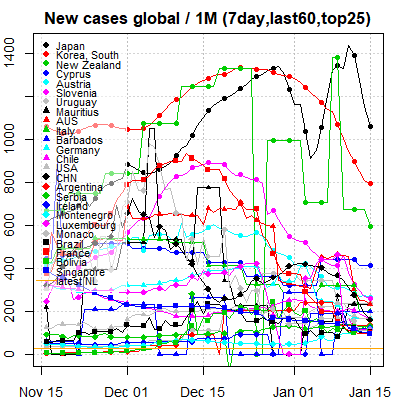 New cases global / 1M (7day,last60,top25)
Japan
Korea, South
New Zealand
Cyprus
Austria
Slovenia
Uruguay
Mauritius
AUS
Italy
Barbados
Germany
Chile
USA
CHN
Argentina
Serbia
Ireland
Montenegro
Luxembourg
Monaco
Brazil
France
Bolivia
Singapore
latest NL
0
200
400
600
800
1000
1400
Nov 15
Dec 01
Dec 15
Jan 01
Jan 15